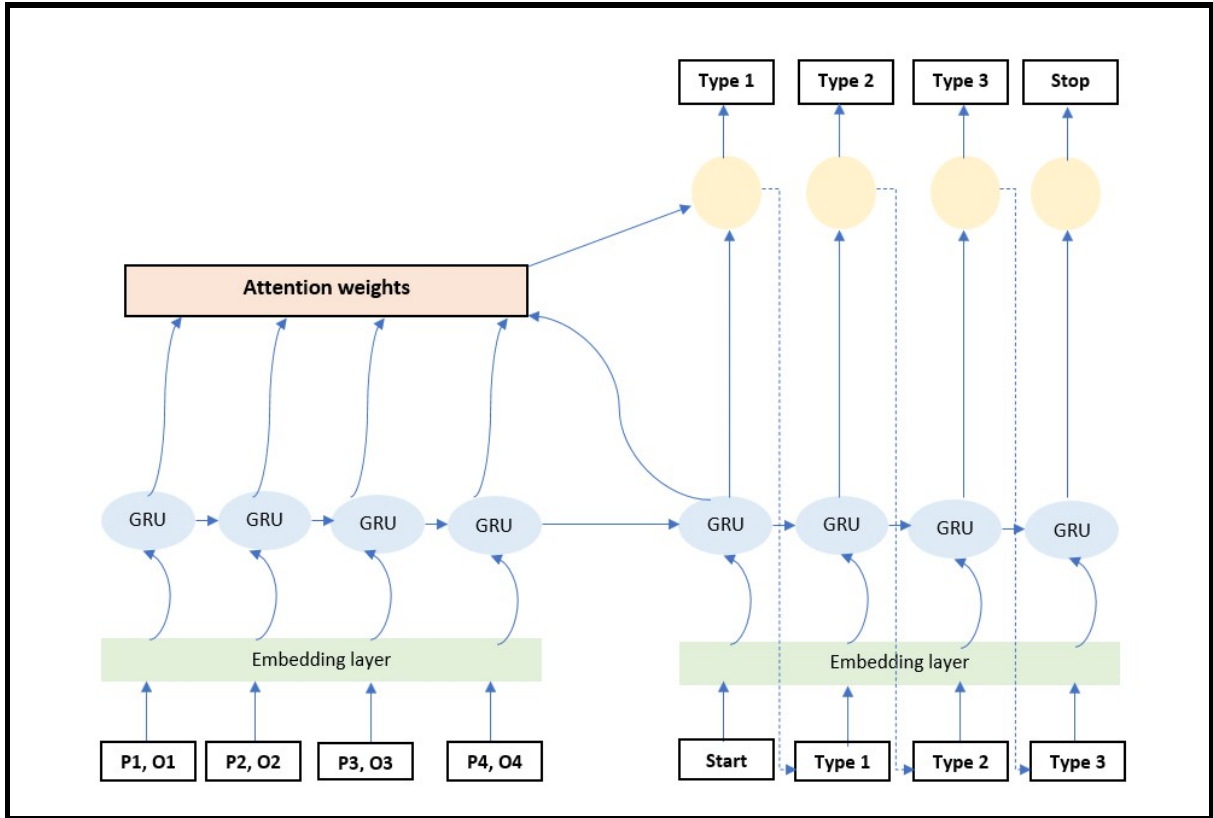 Type 1
Type 2
Type 3
Stop
Attention weights
GRU
GRU
GRU
GRU
GRU
GRU
GRU
GRU
Embedding layer
Embedding layer
P1, O1
P2, O2
P3, O3
P4, O4
Start
Type 1
Type 2
Type 3